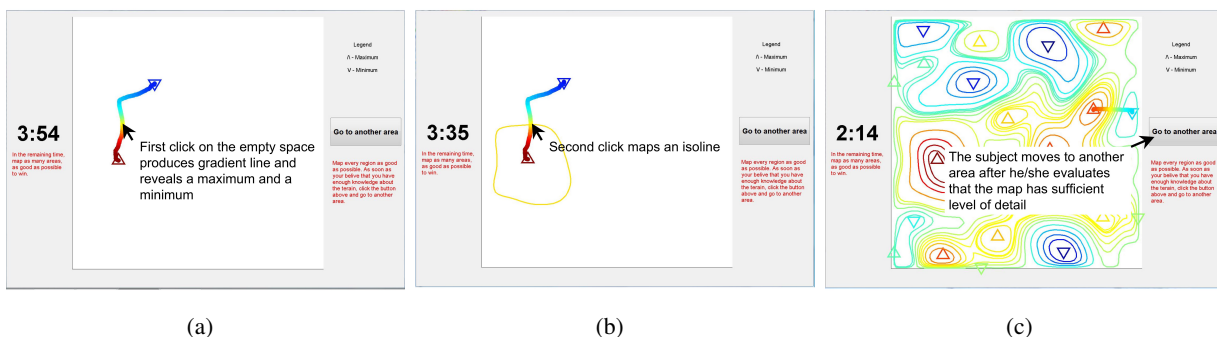 Legend
Λ - Maximum
V - Minimum
3:54
In the remaining time,
map as many areas,
as good as possible
to win.
First click on the empty space
produces gradient line and
reveals a maximum and a
minimum
Go to another area
Map every region as good
as possible. As soon as
your belive that you have
enough knowledge about
the terain, click the button
above and go to another
area.
(a)
Legend
Λ - Maximum
V - Minimum
3:35
In the remaining time,
map as many areas,
as good as possible
to win.
Second click maps an isoline
Go to another area
Map every region as good
as possible. As soon as
your belive that you have
enough knowledge about
the terain, click the button
above and go to another
area.
(b)
Legend
Λ - Maximum
V - Minimum
2:14
In the remaining time,
map as many areas,
as good as possible
to win.
The subject moves to another
area after he/she evaluates
that the map has sufficient
level of detail
Go to another area
Map every region as good
as possible. As soon as
your belive that you have
enough knowledge about
the terain, click the button
above and go to another
area.
(c)